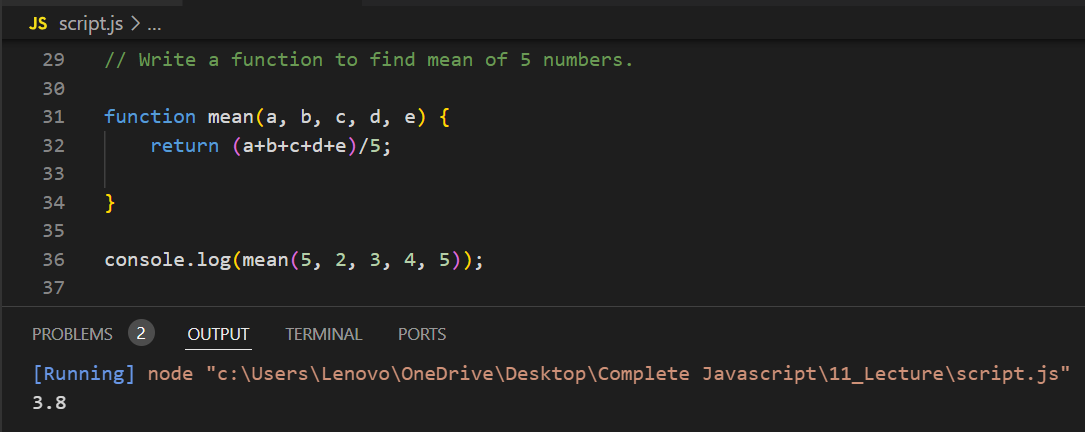 JS script.js > ...
29 // Write a function to find mean of 5 numbers.
30
31 function mean(a, b, c, d, e) {
32     return (a+b+c+d+e)/5;
33
34 }
35
36 console.log(mean(5, 2, 3, 4, 5));
37
PROBLEMS 2 OUTPUT TERMINAL PORTS
[Running] node "c:\Users\Lenovo\OneDrive\Desktop\Complete Javascript\11_Lecture\script.js"
3.8